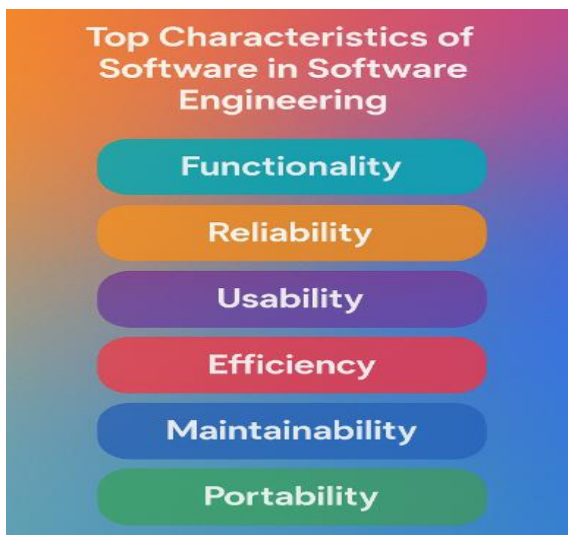 Top Characteristics of
Software in Software
Engineering
Functionality
Reliability
Usability
Efficiency
Maintainability
Portability